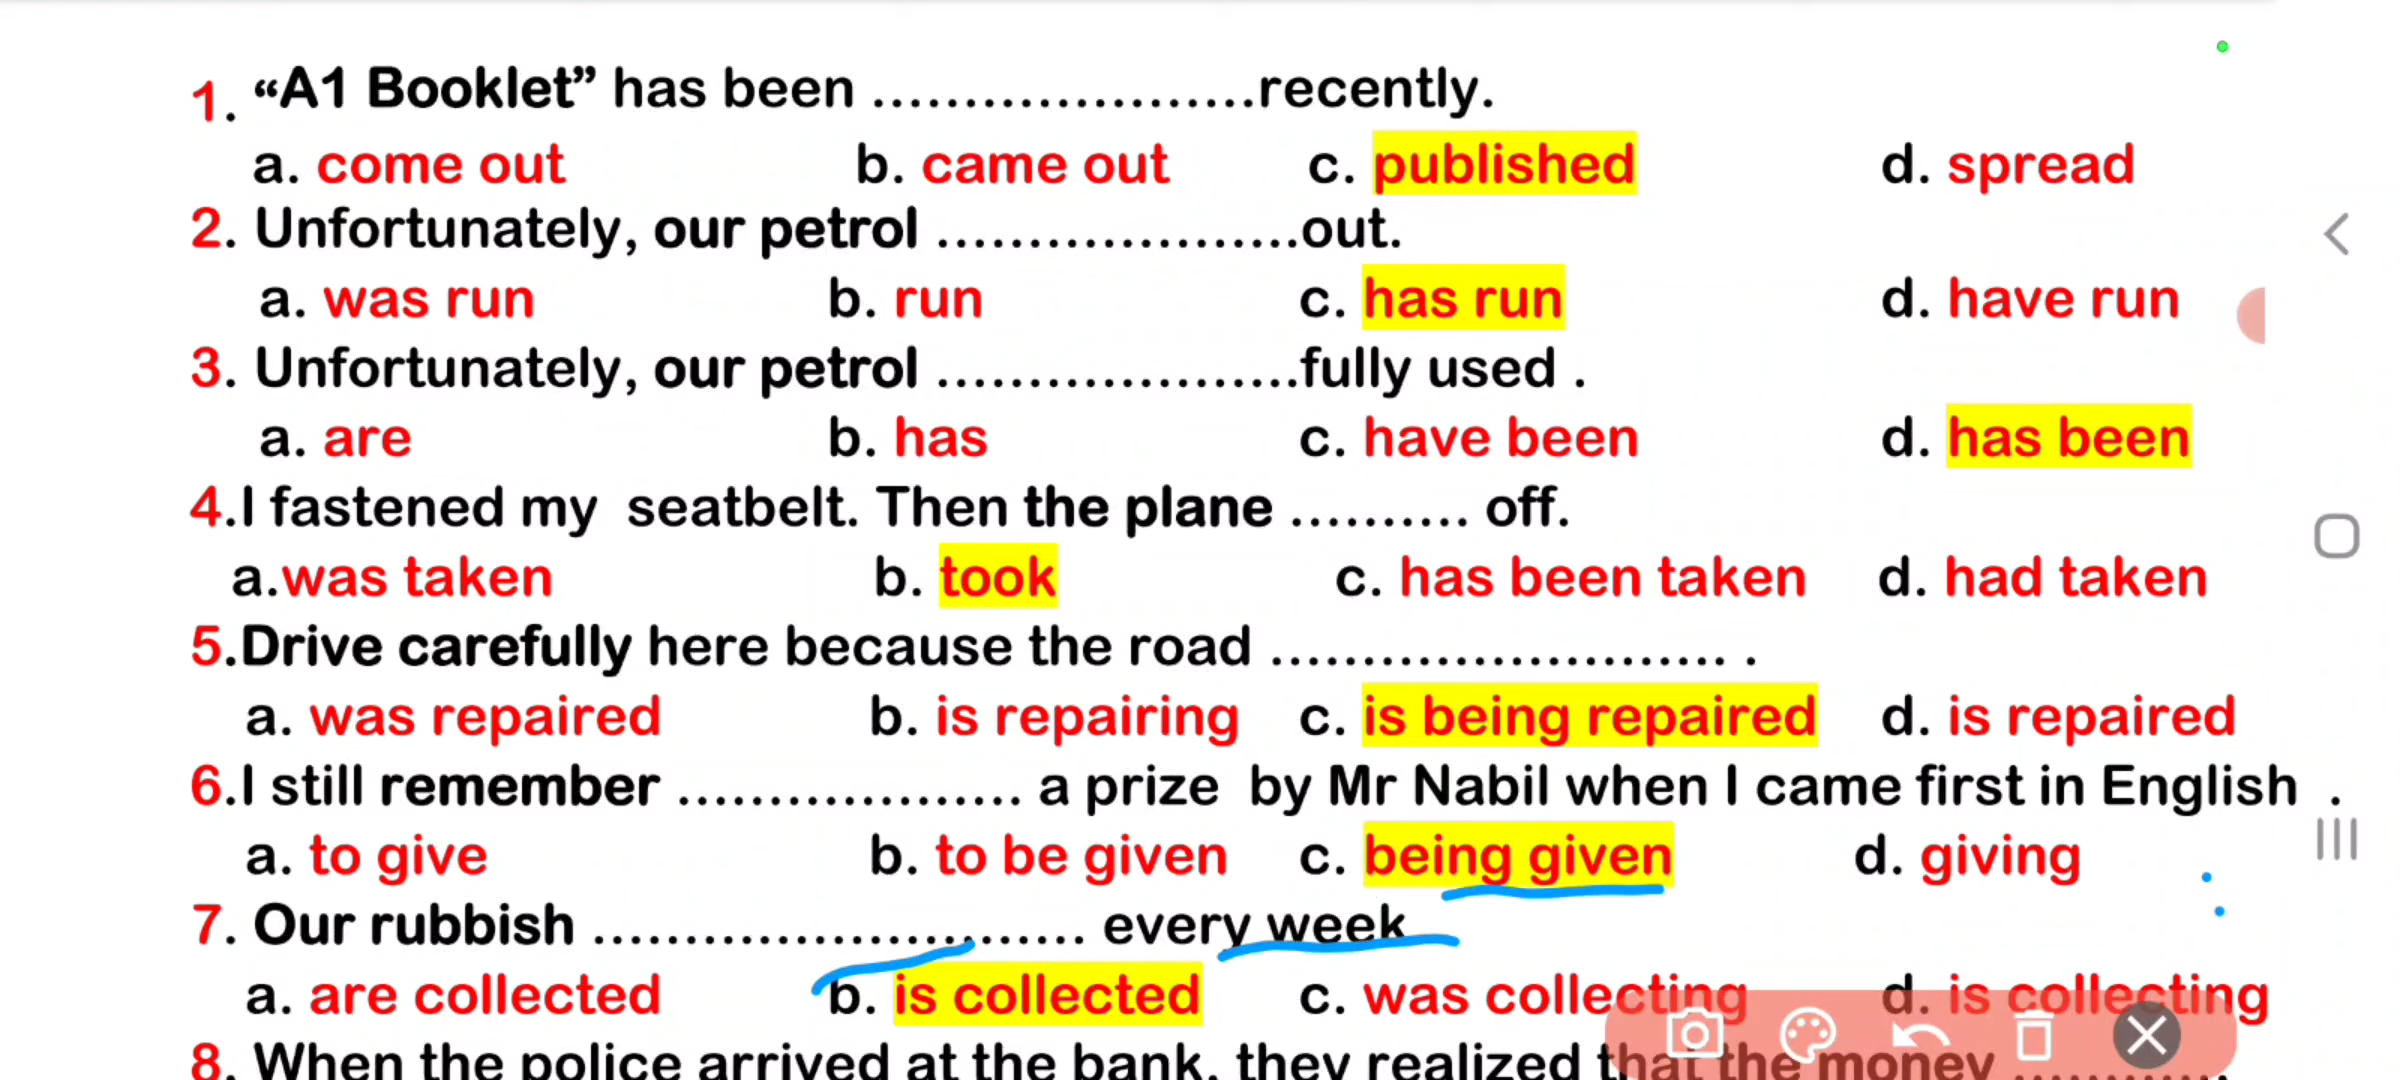 1. “A1 Booklet” has been .....................recently.
a. come out b. came out c. published d. spread
2. Unfortunately, our petrol ....................out.
a. was run b. run c. has run d. have run
3. Unfortunately, our petrol ....................fully used .
a. are b. has c. have been d. has been
4.I fastened my seatbelt. Then the plane .......... off.
a.was taken b. took c. has been taken d. had taken
5.Drive carefully here because the road ......................... .
a. was repaired b. is repairing c. is being repaired d. is repaired
6.I still remember ................... a prize by Mr Nabil when I came first in English .
a. to give b. to be given c. being given d. giving
7. Our rubbish ........................... every week
a. are collected b. is collected c. was collecting d. is collecting
8. When the police arrived at the bank, they realized that the money ............